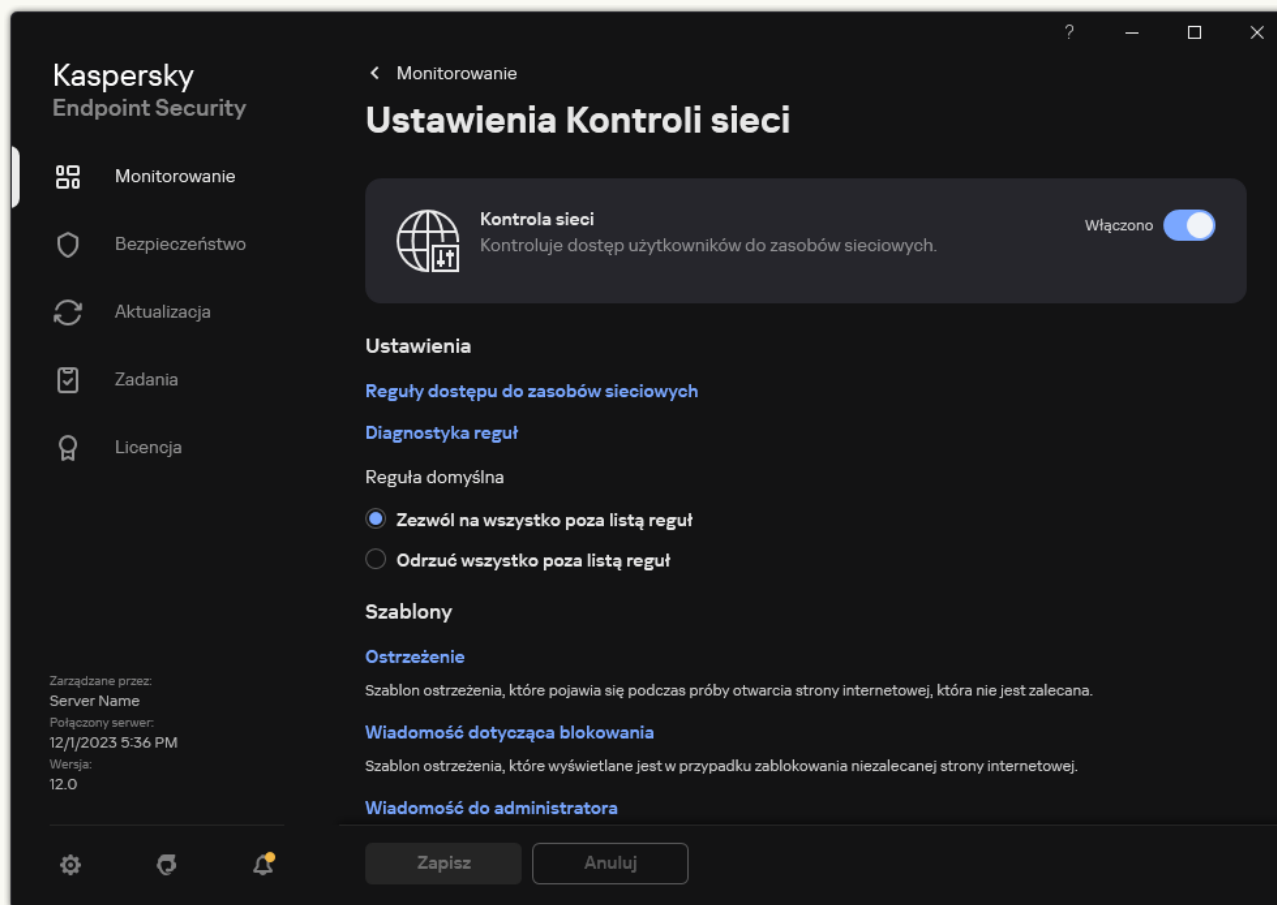 ?
Kaspersky
Endpoint Security
Monitorowanie
Bezpieczeństwo
Aktualizacja
Zadania
Licencja
Zarządzane przez:
Server Name
Połączony serwer:
12/1/2023 5:36 PM
Wersja:
12.0
Monitorowanie
Ustawienia Kontroli sieci
Kontrola sieci
Kontroluje dostęp użytkowników do zasobów sieciowych.
Włączono
Ustawienia
Reguły dostępu do zasobów sieciowych
Diagnostyka reguł
Reguła domyślna
Zezwól na wszystko poza listą reguł
Odrzuć wszystko poza listą reguł
Szablony
Ostrzeżenie
Szablon ostrzeżenia, które pojawia się podczas próby otwarcia strony internetowej, która nie jest zalecana.
Wiadomość dotycząca blokowania
Szablon ostrzeżenia, które wyświetlane jest w przypadku zablokowania niezalecanej strony internetowej.
Wiadomość do administratora
Zapisz
Anuluj